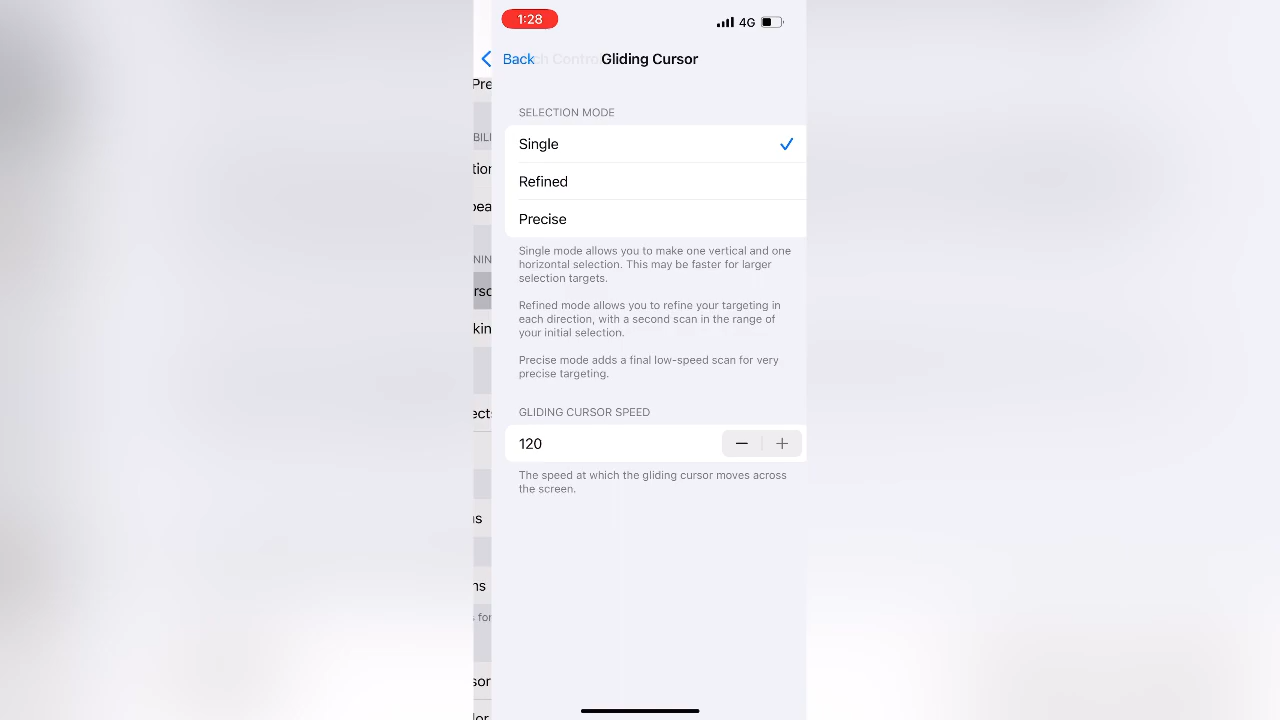 1:28
4G
Back
Gliding Cursor
SELECTION MODE
Single
Refined
Precise
Single mode allows you to make one vertical and one
horizontal selection. This may be faster for larger
selection targets.
Refined mode allows you to refine your targeting in
each direction, with a second scan in the range of
your initial selection.
Precise mode adds a final low-speed scan for very
precise targeting.
GLIDING CURSOR SPEED
120
The speed at which the gliding cursor moves across
the screen.